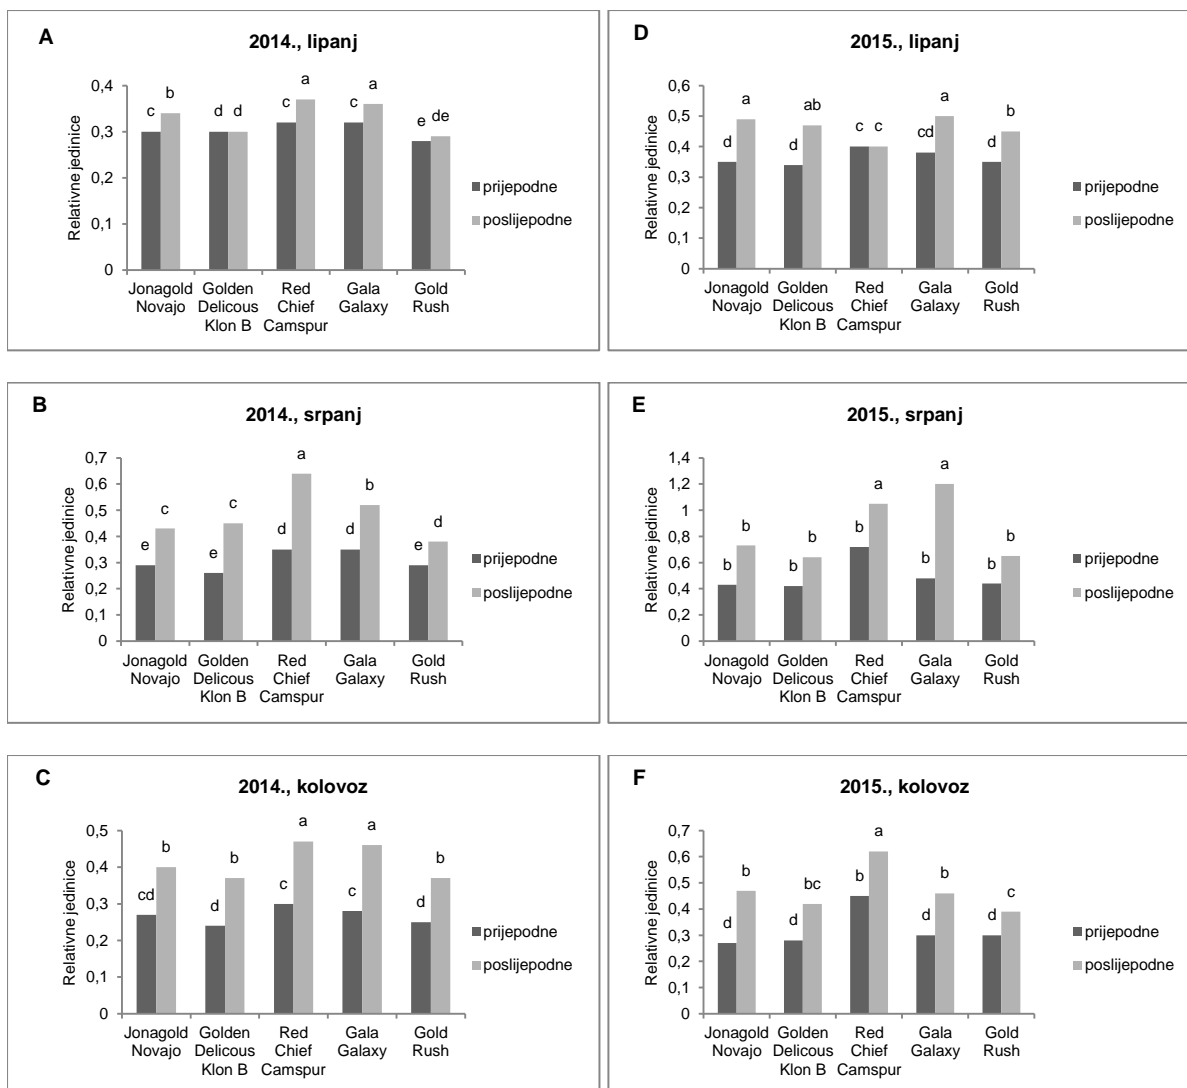 A
2014., lipanj
Relativne jedinice
0,4
0,3
0,2
0,1
0
c b d d c a c a e de
Jonagold Novajo
Golden Delicous Klon B
Red Chief Camspur
Gala Galaxy
Gold Rush
prijepodne
poslijepodne
D
2015., lipanj
Relativne jedinice
0,6
0,5
0,4
0,3
0,2
0,1
0
d a d ab c c cd a d b
Jonagold Novajo
Golden Delicous Klon B
Red Chief Camspur
Gala Galaxy
Gold Rush
prijepodne
poslijepodne
B
2014., srpanj
Relativne jedinice
0,7
0,6
0,5
0,4
0,3
0,2
0,1
0
e c e c d a d b e d
Jonagold Novajo
Golden Delicous Klon B
Red Chief Camspur
Gala Galaxy
Gold Rush
prijepodne
poslijepodne
E
2015., srpanj
Relativne jedinice
1,4
1,2
1
0,8
0,6
0,4
0,2
0
b b b b b a b a b b
Jonagold Novajo
Golden Delicous Klon B
Red Chief Camspur
Gala Galaxy
Gold Rush
prijepodne
poslijepodne
C
2014., kolovoz
Relativne jedinice
0,5
0,4
0,3
0,2
0,1
0
cd b d b c a c a d b
Jonagold Novajo
Golden Delicous Klon B
Red Chief Camspur
Gala Galaxy
Gold Rush
prijepodne
poslijepodne
F
2015., kolovoz
Relativne jedinice
0,7
0,6
0,5
0,4
0,3
0,2
0,1
0
d b d bc b a d b d c
Jonagold Novajo
Golden Delicous Klon B
Red Chief Camspur
Gala Galaxy
Gold Rush
prijepodne
poslijepodne